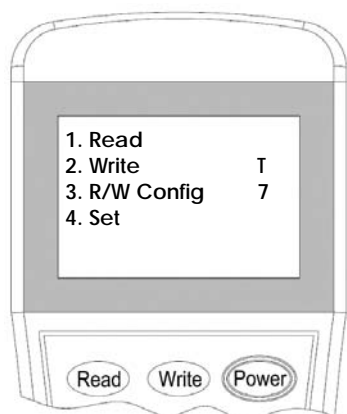 1. Read
2. Write T
3. R/W Config 7
4. Set
Read Write Power